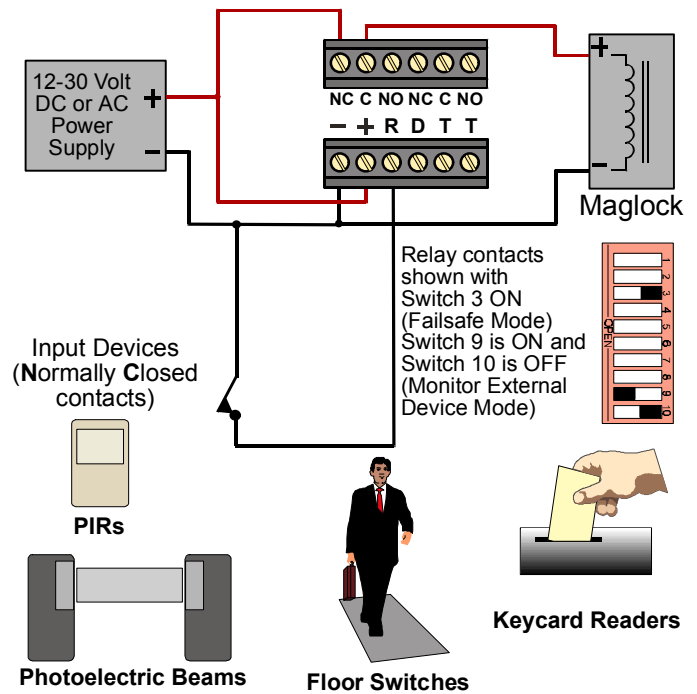 12-30 Volt
DC or AC
Power
Supply
+
−
NC C NO NC C NO
− + R D T T
+
−
Maglock
Relay contacts
shown with
Switch 3 ON
(Failsafe Mode)
Switch 9 is ON and
Switch 10 is OFF
(Monitor External
Device Mode)
OPEN
1
2
3
4
5
6
7
8
9
10
Input Devices
(Normally Closed
contacts)
PIRs
Photoelectric Beams
Floor Switches
Keycard Readers